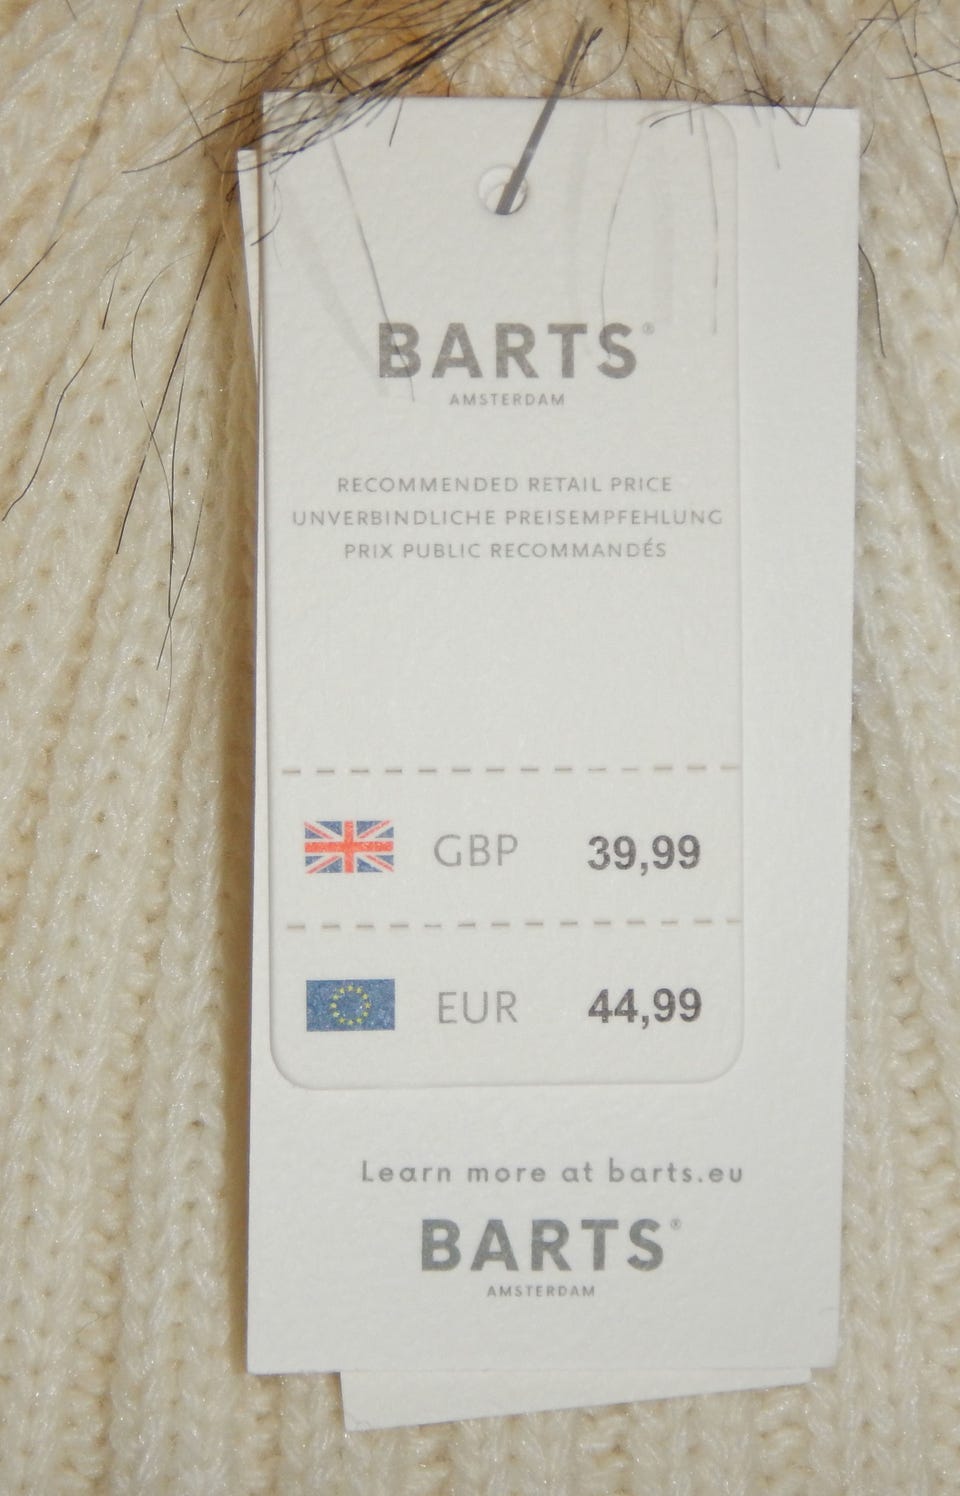 BARTS®
AMSTERDAM
RECOMMENDED RETAIL PRICE
UNVERBINDLICHE PREISEMPFEHLUNG
PRIX PUBLIC RECOMMANDÉS
GBP 39,99
EUR 44,99
Learn more at barts.eu
BARTS®
AMSTERDAM